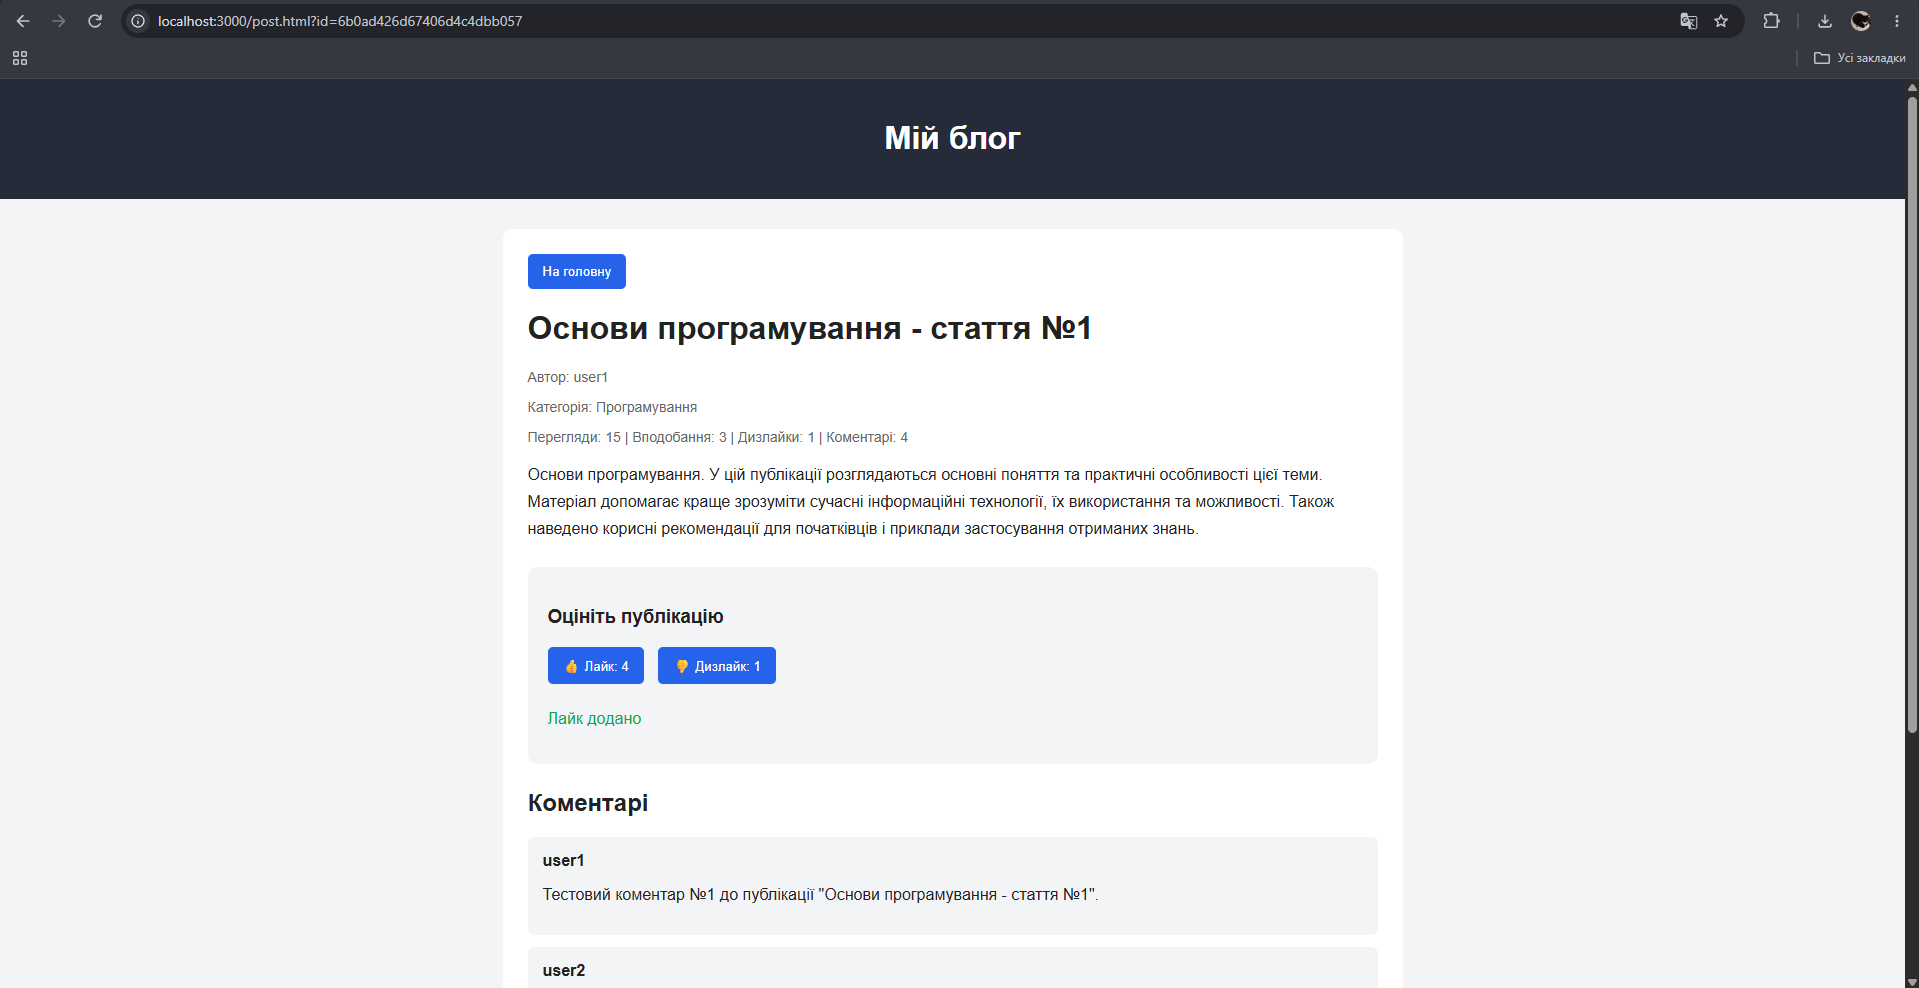 localhost:3000/post.html?id=6b0ad426d67406d4c4dbb057
Усі закладки
Мій блог
На головну
Основи програмування - стаття №1
Автор: user1
Категорія: Програмування
Перегляди: 15 | Вподобання: 3 | Дизлайки: 1 | Коментарі: 4
Основи програмування. У цій публікації розглядаються основні поняття та практичні особливості цієї теми.
Матеріал допомагає краще зрозуміти сучасні інформаційні технології, їх використання та можливості. Також
наведено корисні рекомендації для початківців і приклади застосування отриманих знань.
Оцініть публікацію
👍 Лайк: 4 👎 Дизлайк: 1
Лайк додано
Коментарі
user1
Тестовий коментар №1 до публікації "Основи програмування - стаття №1".
user2